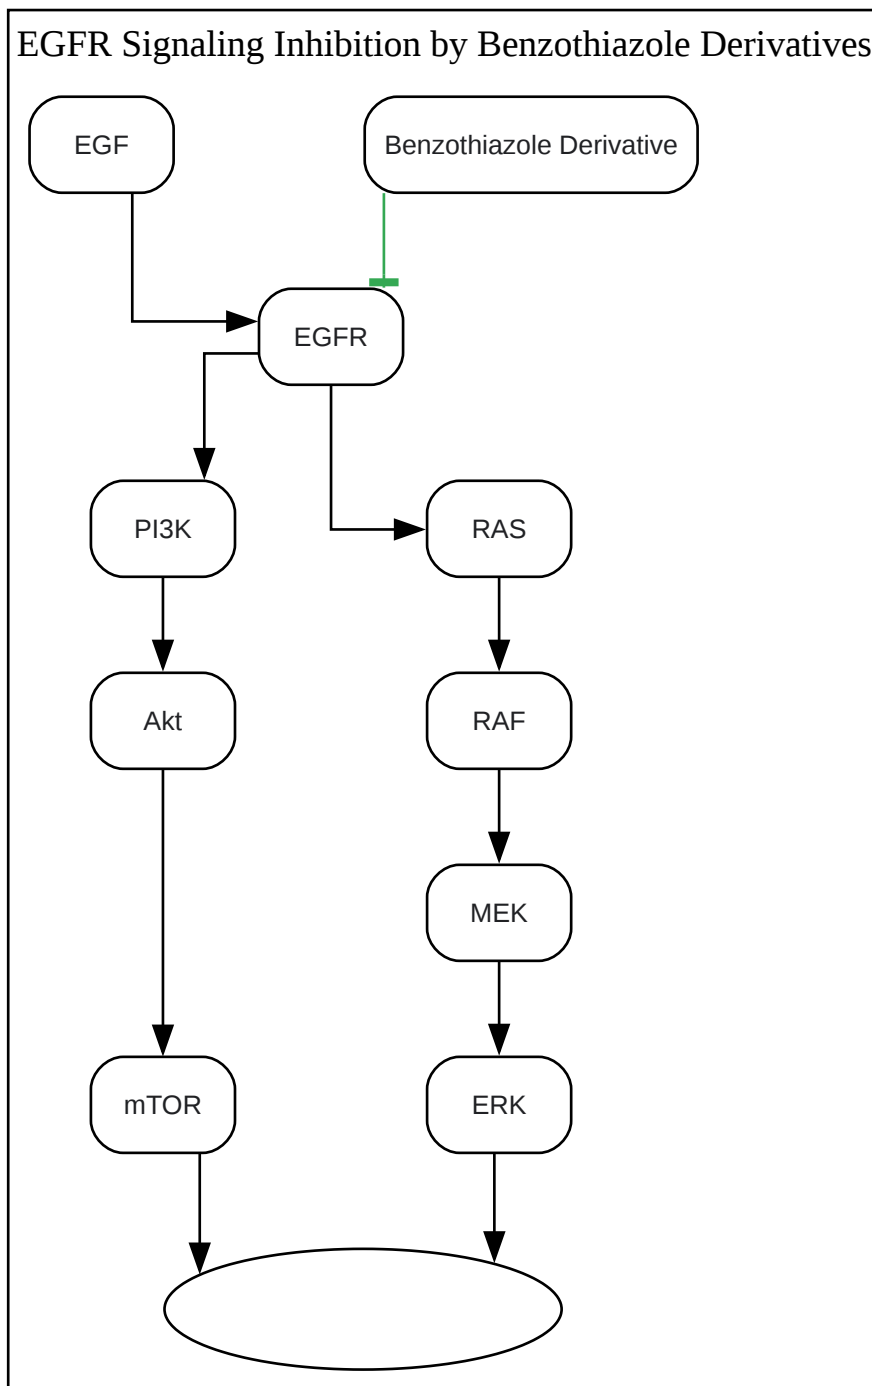 EGFR Signaling Inhibition by Benzothiazole Derivatives
EGF
Benzothiazole Derivative
EGFR
PI3K
RAS
Akt
RAF
MEK
mTOR
ERK